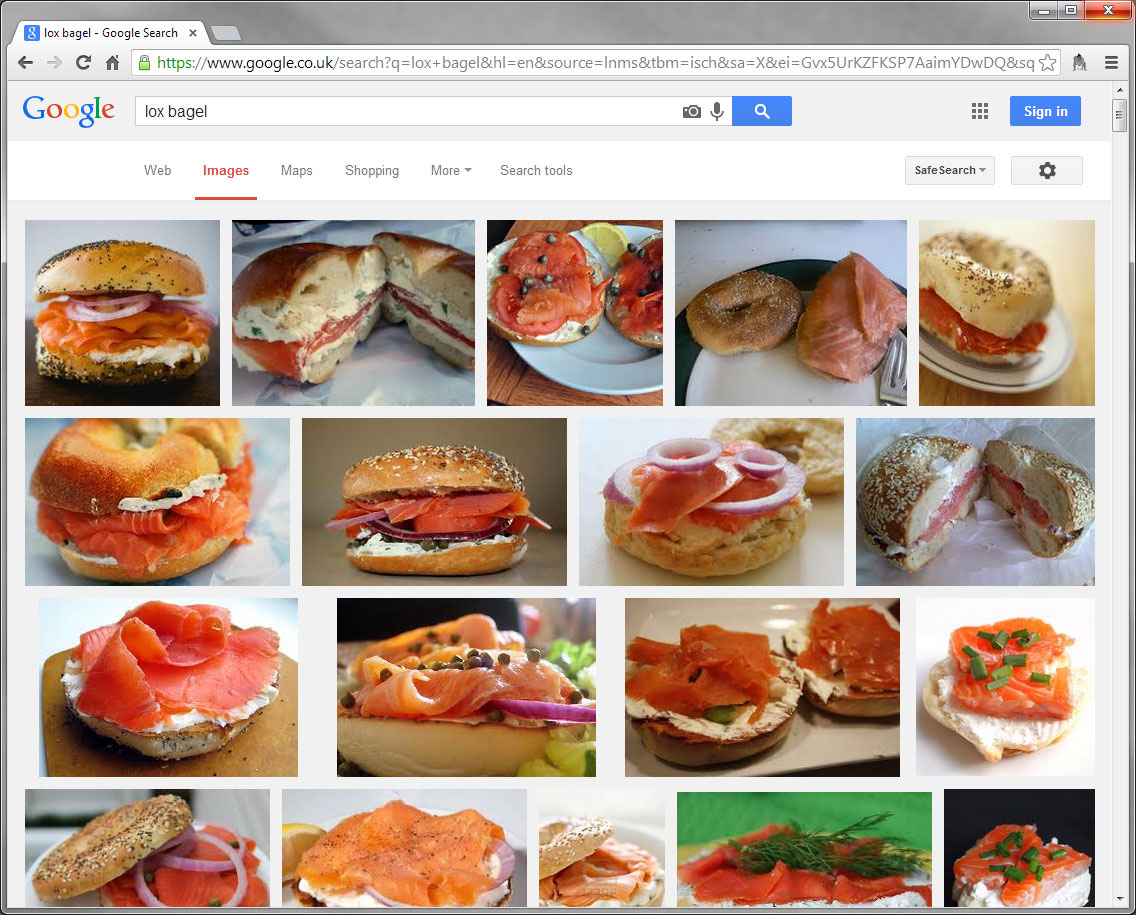 lox bagel - Google Search
https://www.google.co.uk/search?q=lox+bagel&hl=en&source=lnms&tbm=isch&sa=X&ei=Gvx5UrKZFKSP7AaimYDwDQ&sq
Google
lox bagel
Sign in
Web Images Maps Shopping More Search tools
SafeSearch